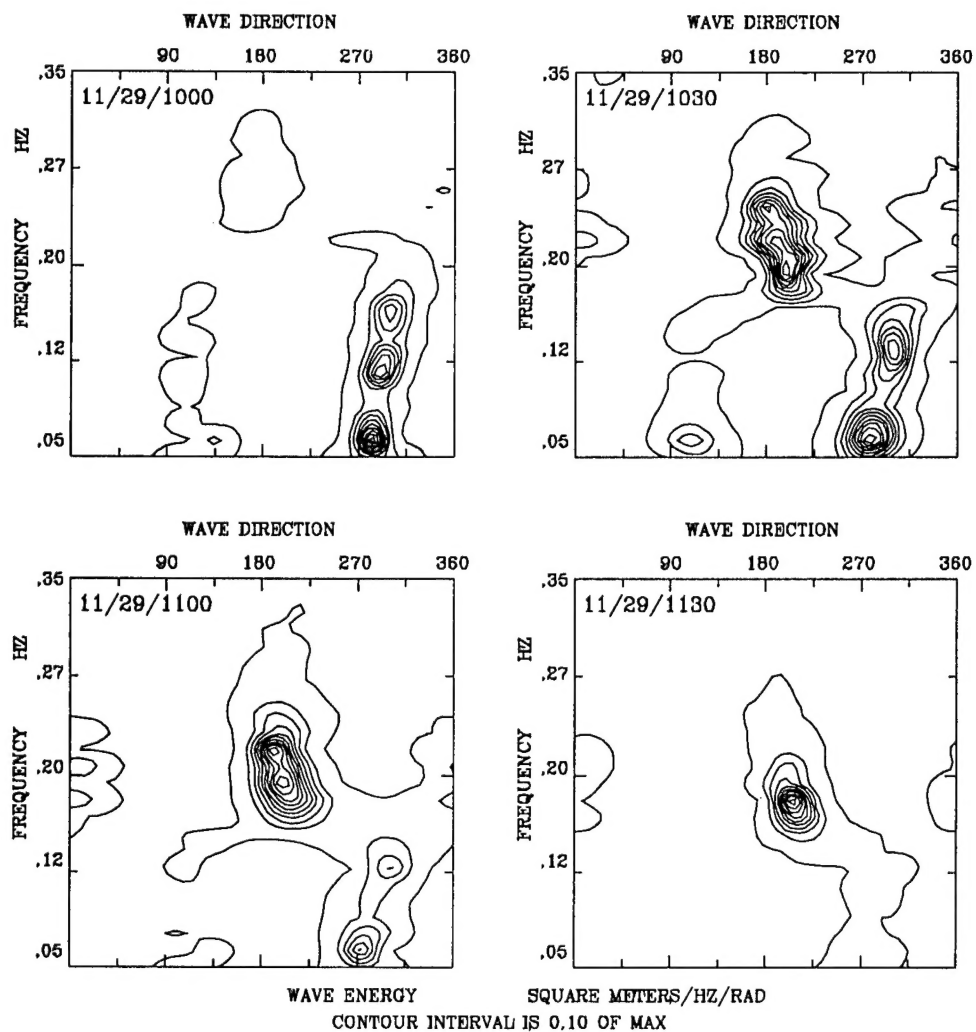 WAVE DIRECTION
90 180 270 360
.35
.27
.20
.12
.05
FREQUENCY HZ
11/29/1000
WAVE DIRECTION
90 180 270 360
.35
.27
.20
.12
.05
FREQUENCY HZ
11/29/1030
WAVE DIRECTION
90 180 270 360
.35
.27
.20
.12
.05
FREQUENCY HZ
11/29/1100
WAVE DIRECTION
90 180 270 360
.35
.27
.20
.12
.05
FREQUENCY HZ
11/29/1130
WAVE ENERGY SQUARE METERS/HZ/RAD
CONTOUR INTERVAL IS 0.10 OF MAX